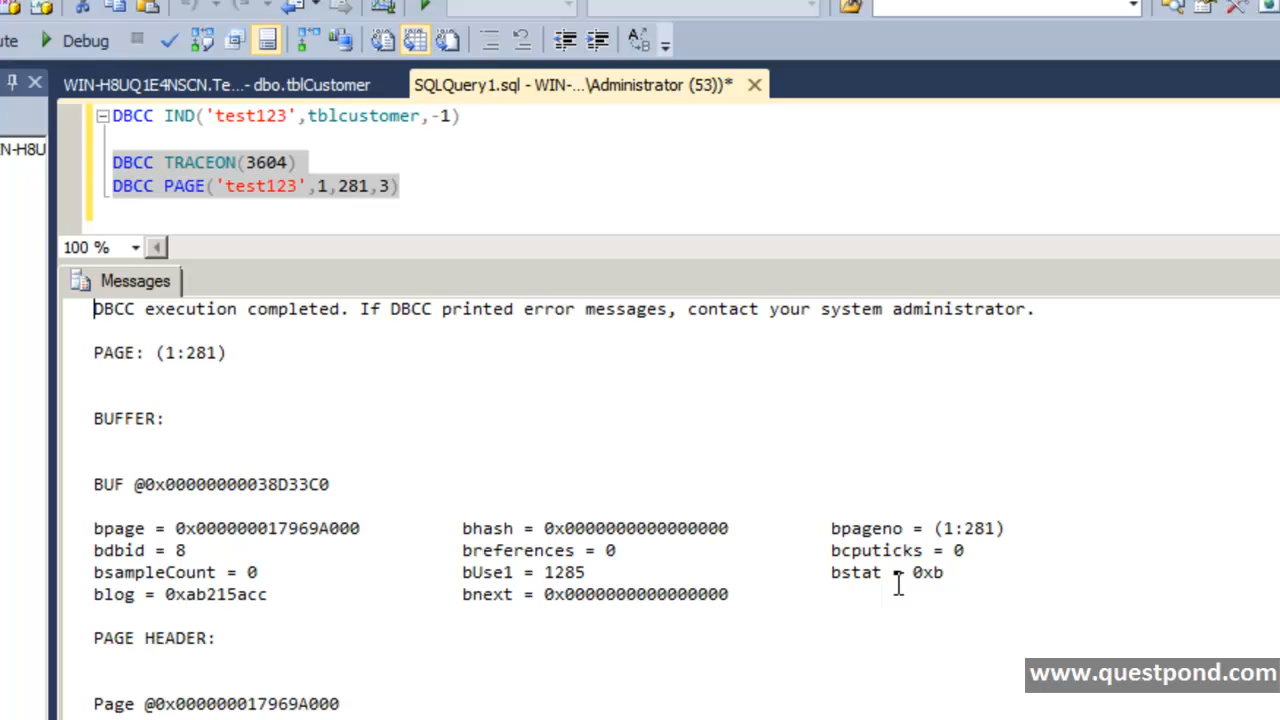 ute Debug
WIN-H8UQ1E4NSCN.Te...- dbo.tblCustomer SQLQuery1.sql - WIN-...\Administrator (53))*
DBCC IND('test123',tblcustomer,-1)
N-H8U
DBCC TRACEON(3604)
DBCC PAGE('test123',1,281,3)
100 %
Messages
DBCC execution completed. If DBCC printed error messages, contact your system administrator.
PAGE: (1:281)
BUFFER:
BUF @0x00000000038D33C0
bpage = 0x000000017969A000 bhash = 0x0000000000000000 bpageno = (1:281)
bdbid = 8 breferences = 0 bcputicks = 0
bsampleCount = 0 bUse1 = 1285 bstat = 0xb
blog = 0xab215acc bnext = 0x0000000000000000
PAGE HEADER:
www.questpond.com
Page @0x000000017969A000